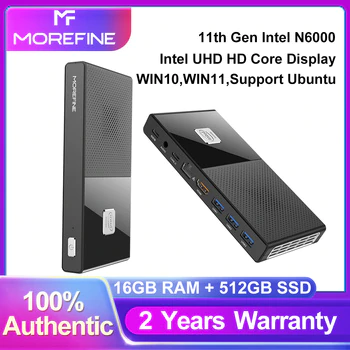 MF
MOREFINE
11th Gen Intel N6000
Intel UHD HD Core Display
WIN10,WIN11,Support Ubuntu
MOREFINE
16GB RAM + 512GB SSD
100%
Authentic
2 Years Warranty